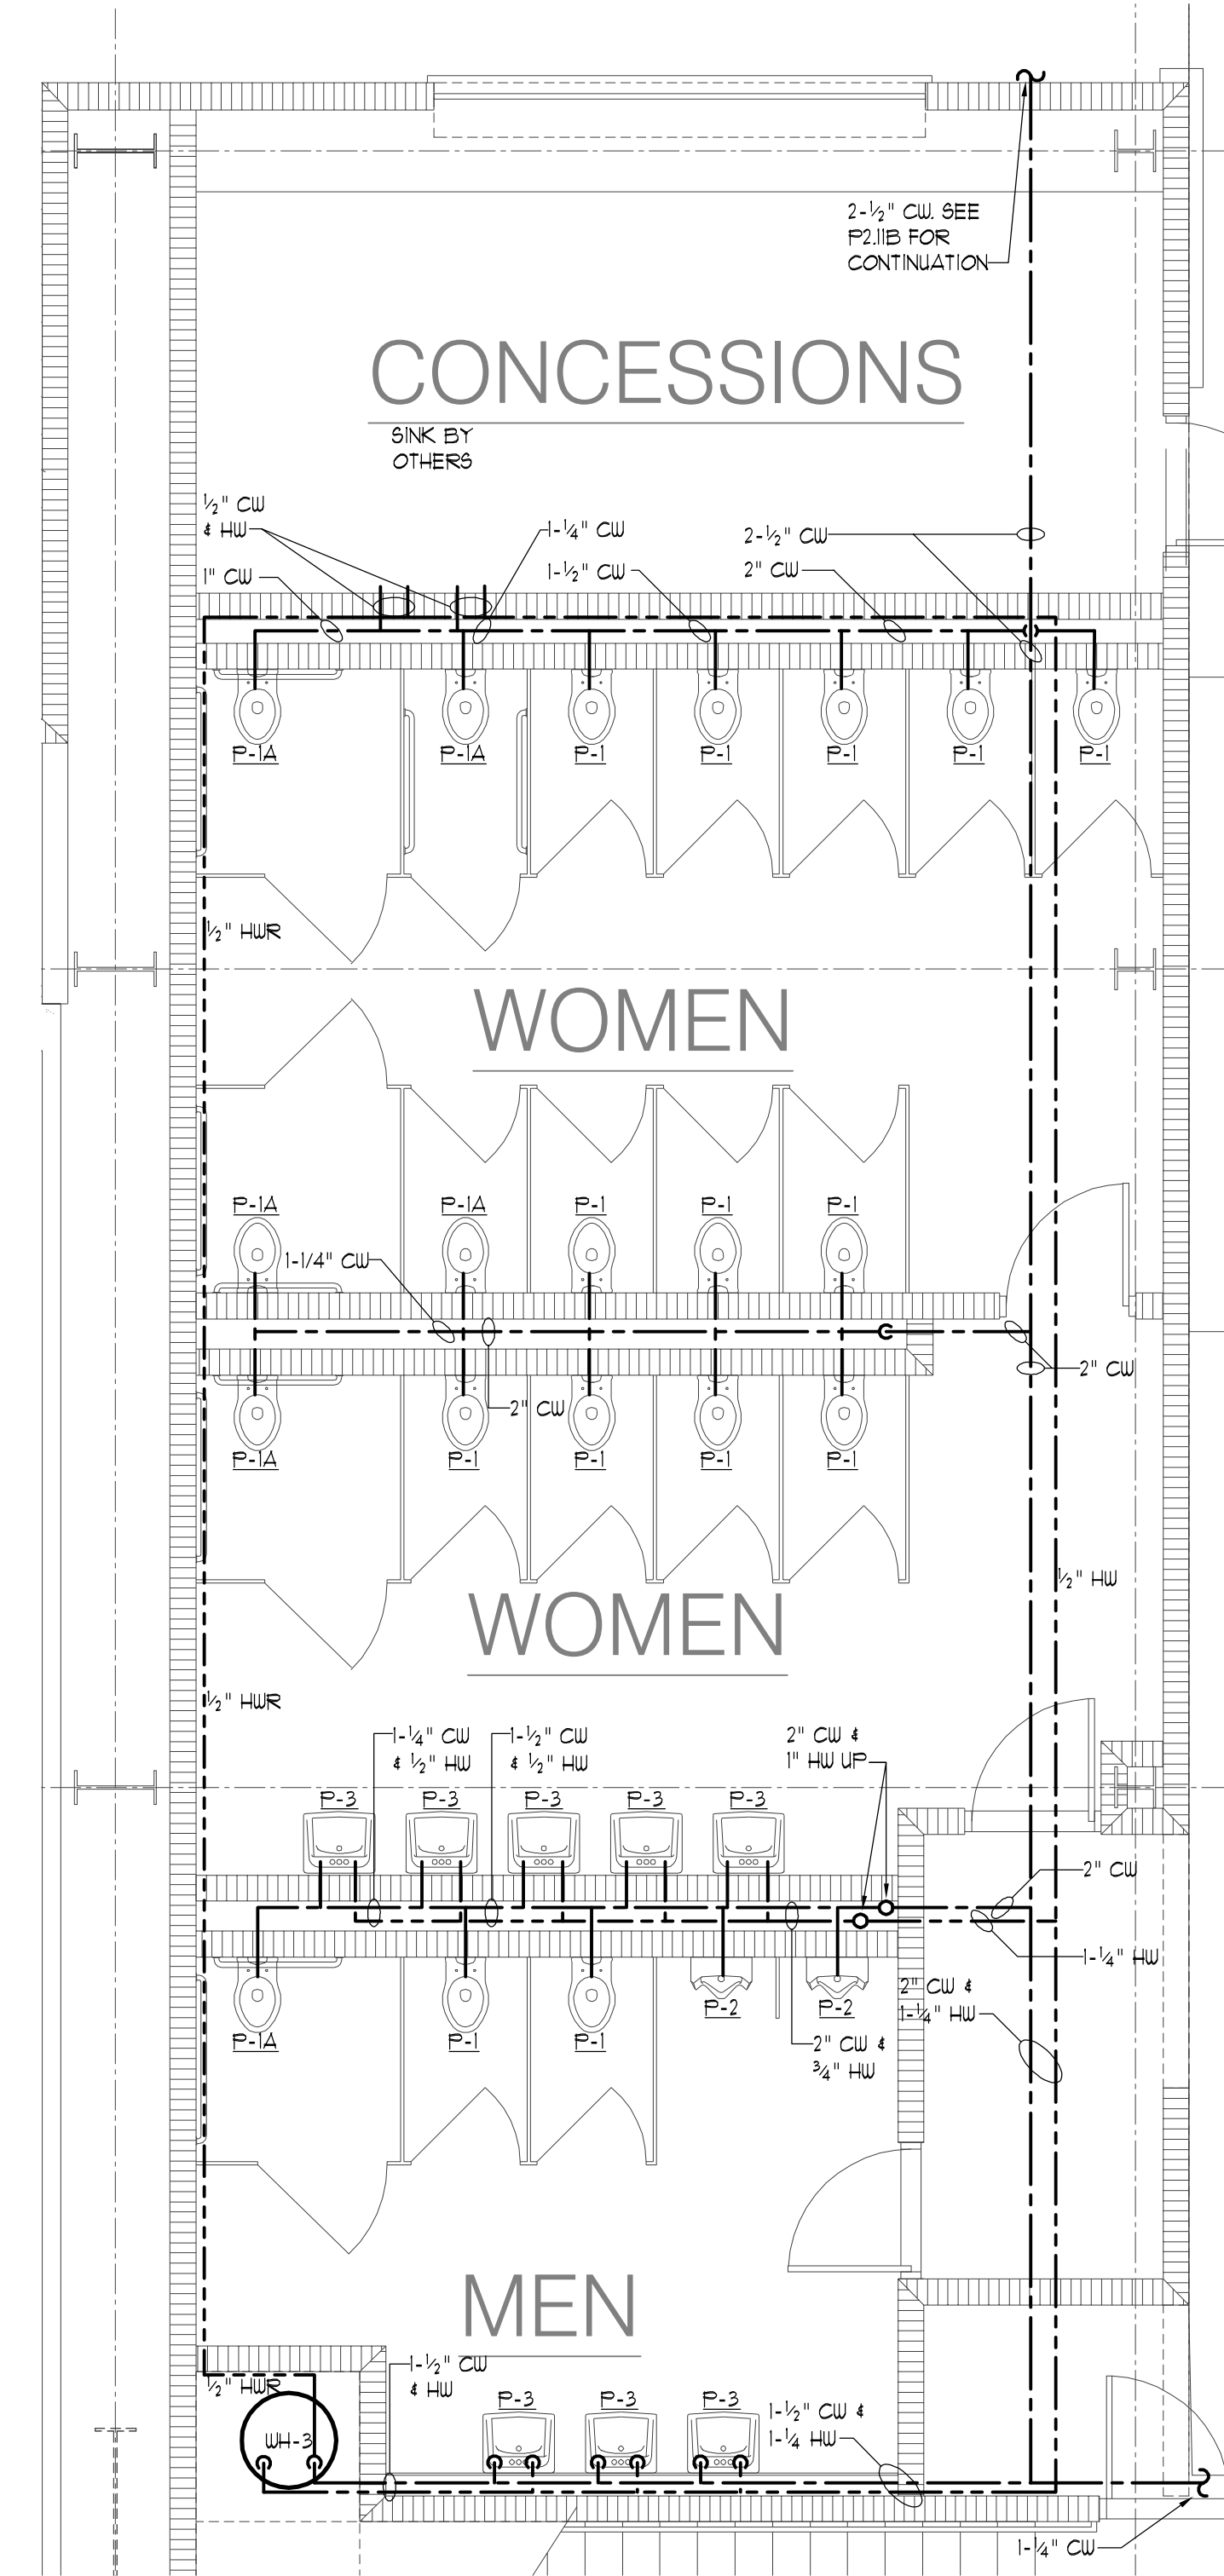 2-½" CW. SEE
P2.11B FOR
CONTINUATION
CONCESSIONS
SINK BY
OTHERS
½" CW
& HW
1" CW
1-¼" CW
1-½" CW
2-½" CW
2" CW
P-1A
P-1A
P-1
P-1
P-1
P-1
P-1
½" HWR
WOMEN
P-1A
P-1A
P-1
P-1
P-1
1-1/4" CW
2" CW
2" CW
P-1A
P-1
P-1
P-1
P-1
½" HW
WOMEN
½" HWR
1-¼" CW
& ½" HW
1-½" CW
& ½" HW
2" CW &
1" HW UP
P-3
P-3
P-3
P-3
P-3
2" CW
1-¼" HW
2" CW &
1-¼" HW
P-1A
P-1
P-1
P-2
P-2
2" CW &
¾" HW
MEN
1-½" CW
& HW
½" HWR
WH-3
P-3
P-3
P-3
1-½" CW &
1-¼ HW
1-¼" CW